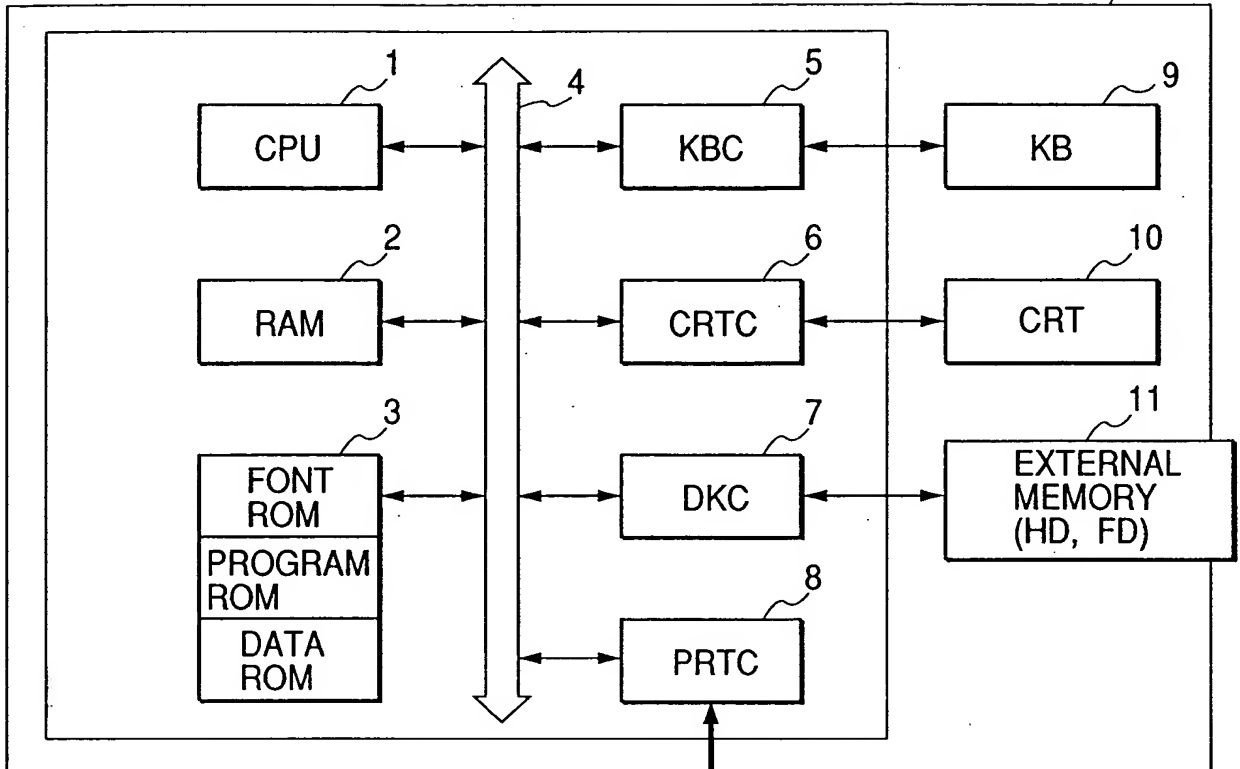 1
4
5
9
CPU
KBC
KB
2
6
10
RAM
CRTC
CRT
3
7
11
FONT
ROM
PROGRAM
ROM
DATA
ROM
DKC
EXTERNAL
MEMORY
(HD, FD)
8
PRTC